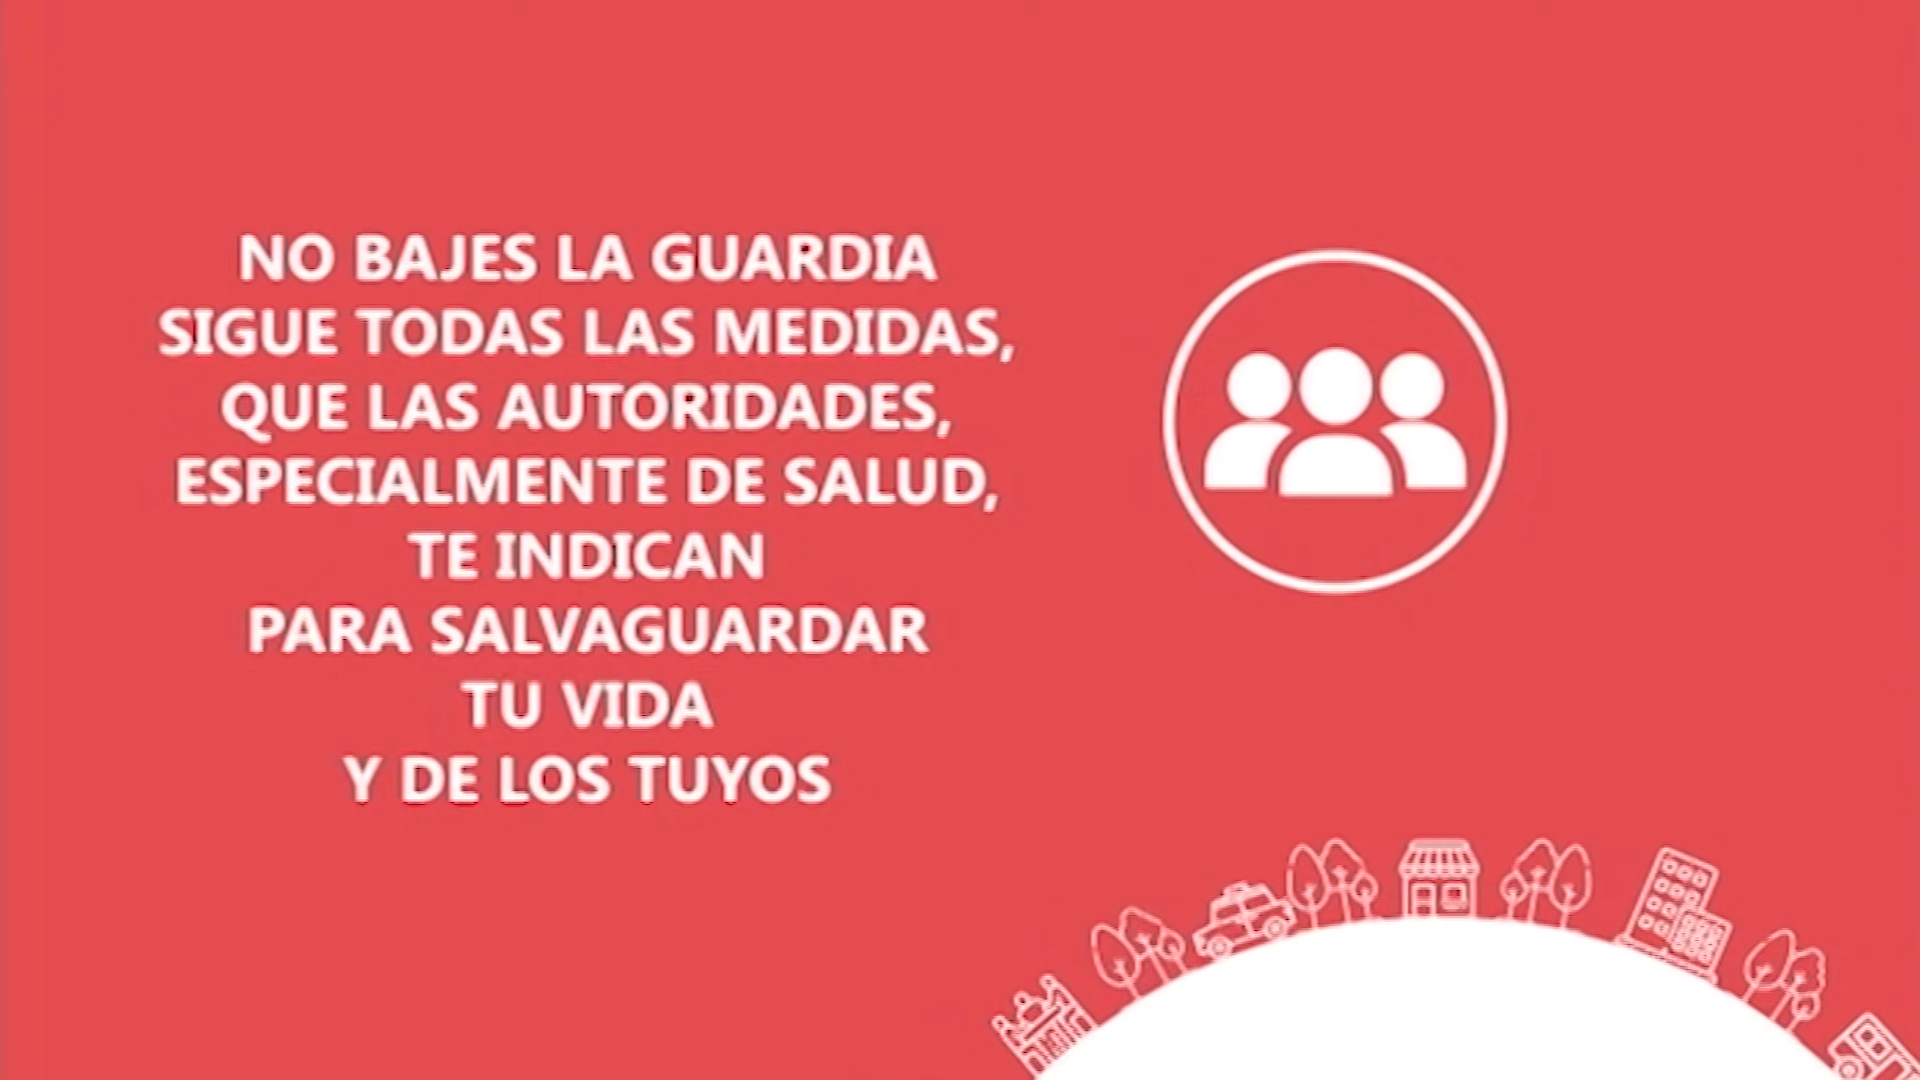 NO BAJES LA GUARDIA
SIGUE TODAS LAS MEDIDAS,
QUE LAS AUTORIDADES,
ESPECIALMENTE DE SALUD,
TE INDICAN
PARA SALVAGUARDAR
TU VIDA
Y DE LOS TUYOS